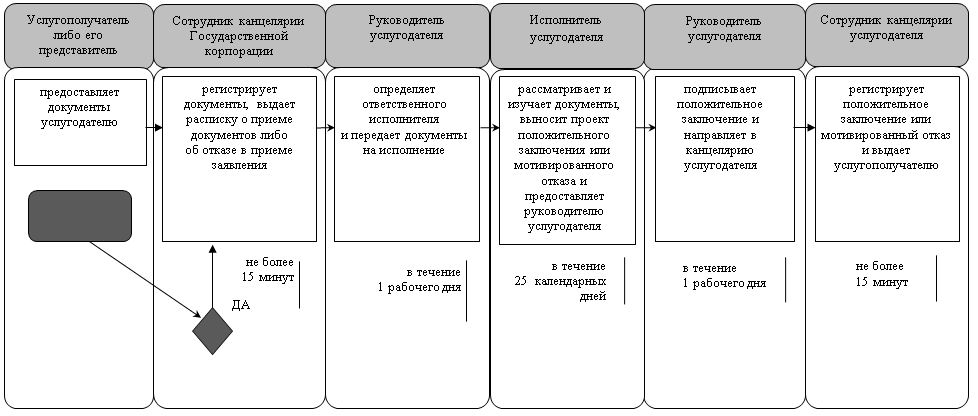 Услугополучатель
либо его
представитель
Сотрудник канцелярии
Государственной
корпорации
Руководитель
услугодателя
Исполнитель
услугодателя
Руководитель
услугодателя
Сотрудник канцелярии
услугодателя
предоставляет
документы
услугодателю
регистрирует
документы, выдает
расписку о приеме
документов либо
об отказе в приеме
заявления
определяет
ответственного
исполнителя
и передает документы
на исполнение
рассматривает и
изучает документы,
выносит проект
положительного
заключения или
мотивированного
отказа и
предоставляет
руководителю
услугодателя
подписывает
положительное
заключение и
направляет в
канцелярию
услугодателя
регистрирует
положительное
заключение или
мотивированный отказ
и выдает
услугополучателю
не более
15 минут
ДА
в течение
1 рабочего дня
в течение
25 календарных
дней
в течение
1 рабочего дня
не более
15 минут